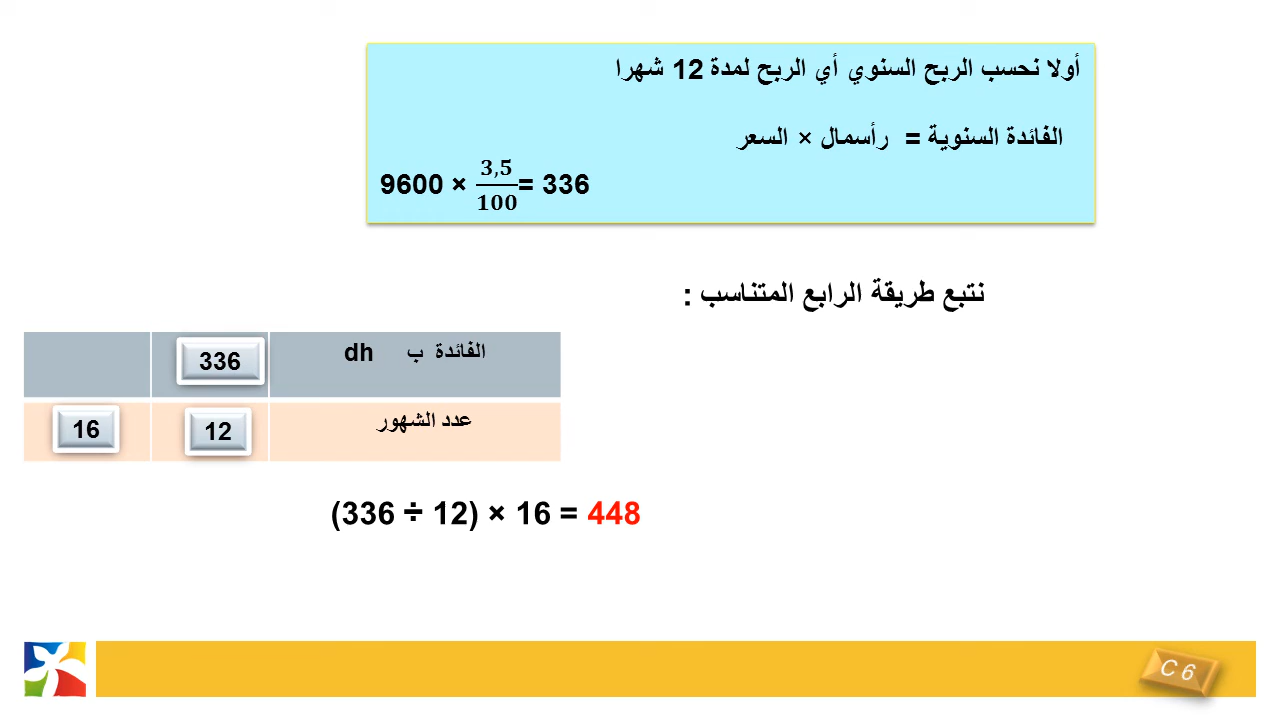 أولا نحسب الربح السنوي أي الربح لمدة 12 شهرا
الفائدة السنوية = رأسمال × السعر
9600 × 3,5/100 = 336
نتبع طريقة الرابع المتناسب :
الفائدة ب dh 336
عدد الشهور 12 16
(336 ÷ 12) × 16 = 448
C 6